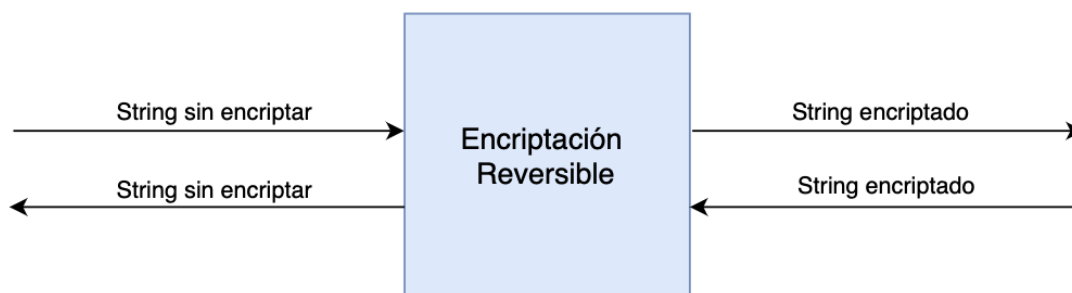 String sin encriptar
String encriptado
Encriptación
Reversible
String sin encriptar
String encriptado